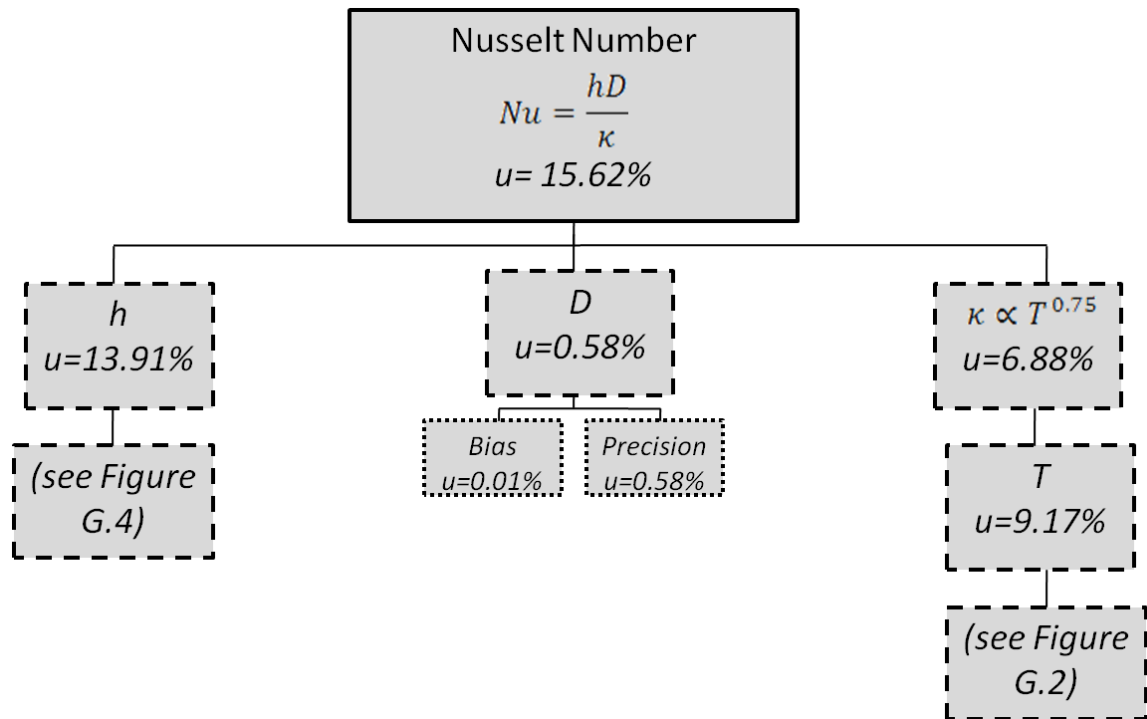 Nusselt Number
Nu = hD/κ
u= 15.62%
h
u=13.91%
(see Figure
G.4)
D
u=0.58%
Bias
u=0.01%
Precision
u=0.58%
κ ∝ T^0.75
u=6.88%
T
u=9.17%
(see Figure
G.2)